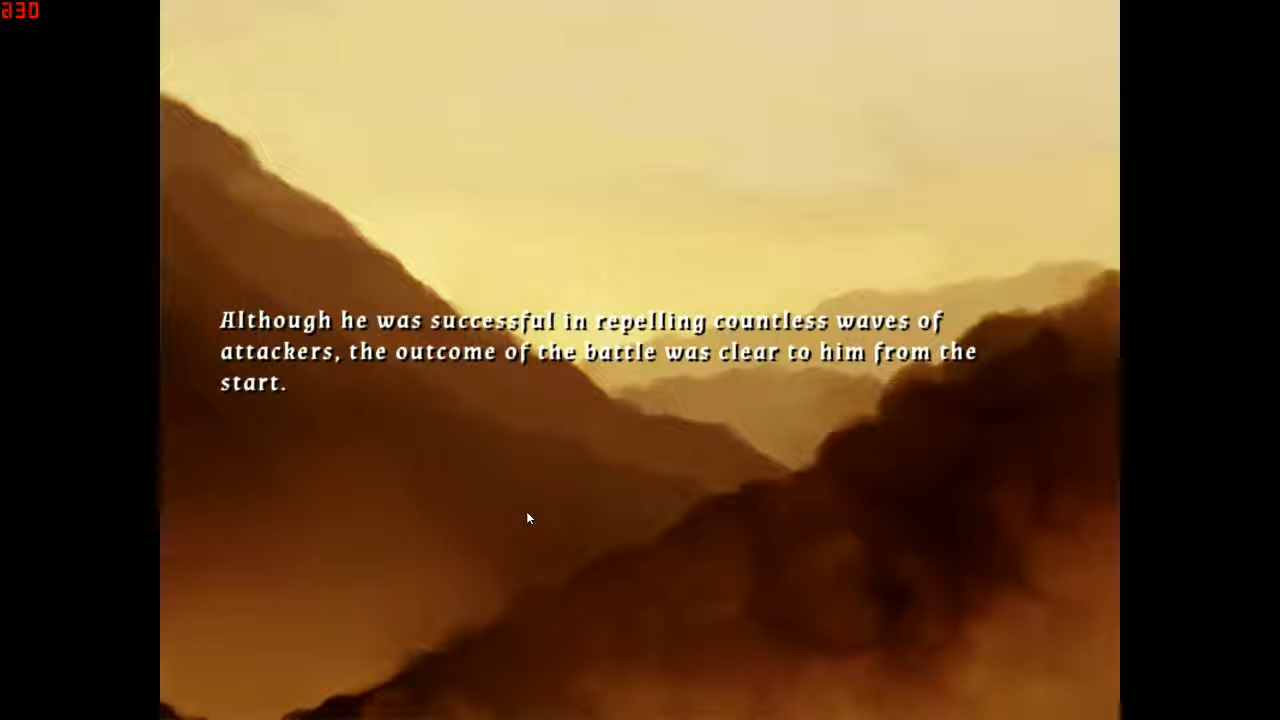 Although he was successful in repelling countless waves of
attackers, the outcome of the battle was clear to him from the
start.